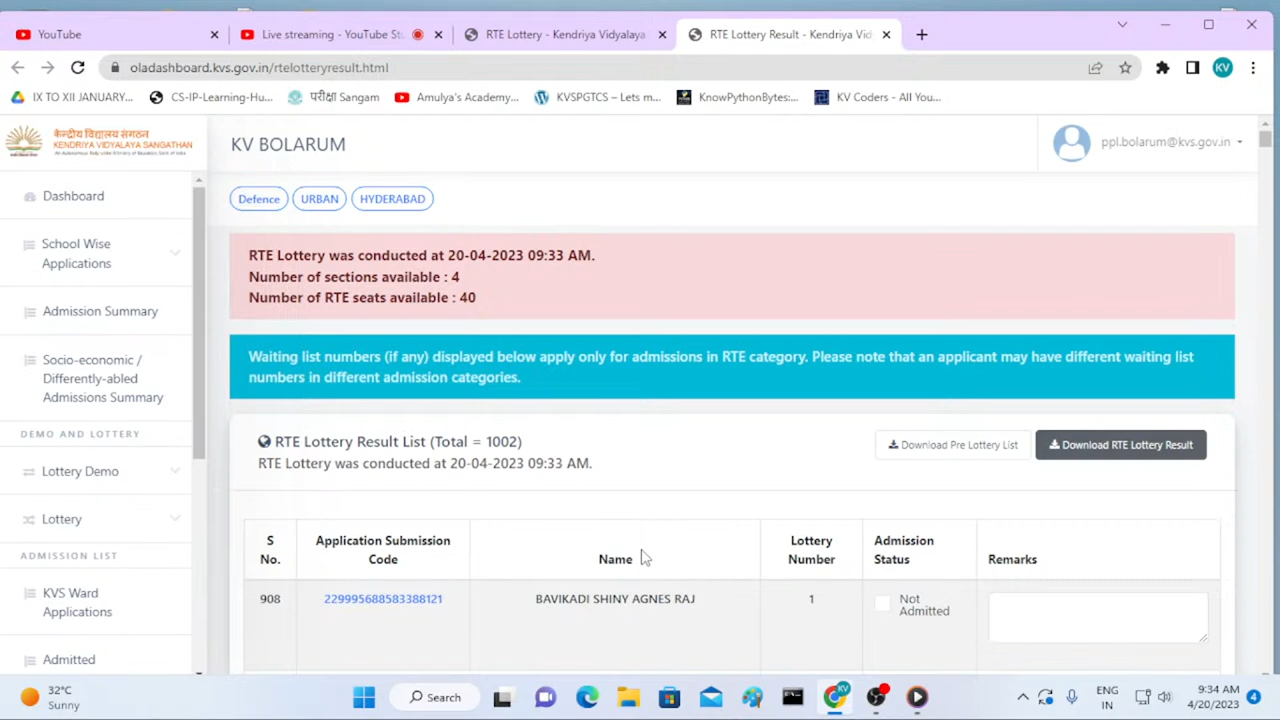 YouTube
Live streaming - YouTube St
RTE Lottery - Kendriya Vidyalaya
RTE Lottery Result - Kendriya Vid
oladashboard.kvs.gov.in/rtelotteryresult.html
KV
IX TO XII JANUARY...
CS-IP-Learning-Hu...
परीक्षा Sangam
Amulya's Academy...
KVSPGTCS – Lets m...
KnowPythonBytes:...
KV Coders - All You...
केन्द्रीय विद्यालय संगठन
KENDRIYA VIDYALAYA SANGATHAN
KV BOLARUM
ppl.bolarum@kvs.gov.in
Dashboard
School Wise
Applications
Admission Summary
Socio-economic /
Differently-abled
Admissions Summary
DEMO AND LOTTERY
Lottery Demo
Lottery
ADMISSION LIST
KVS Ward
Applications
Admitted
Defence
URBAN
HYDERABAD
RTE Lottery was conducted at 20-04-2023 09:33 AM.
Number of sections available : 4
Number of RTE seats available : 40
Waiting list numbers (if any) displayed below apply only for admissions in RTE category. Please note that an applicant may have different waiting list
numbers in different admission categories.
RTE Lottery Result List (Total = 1002)
RTE Lottery was conducted at 20-04-2023 09:33 AM.
Download Pre Lottery List
Download RTE Lottery Result
S
No.
Application Submission
Code
Name
Lottery
Number
Admission
Status
Remarks
908
229995688583388121
BAVIKADI SHINY AGNES RAJ
1
Not
Admitted
32°C
Sunny
Search
KV
ENG
IN
9:34 AM
4/20/2023
4